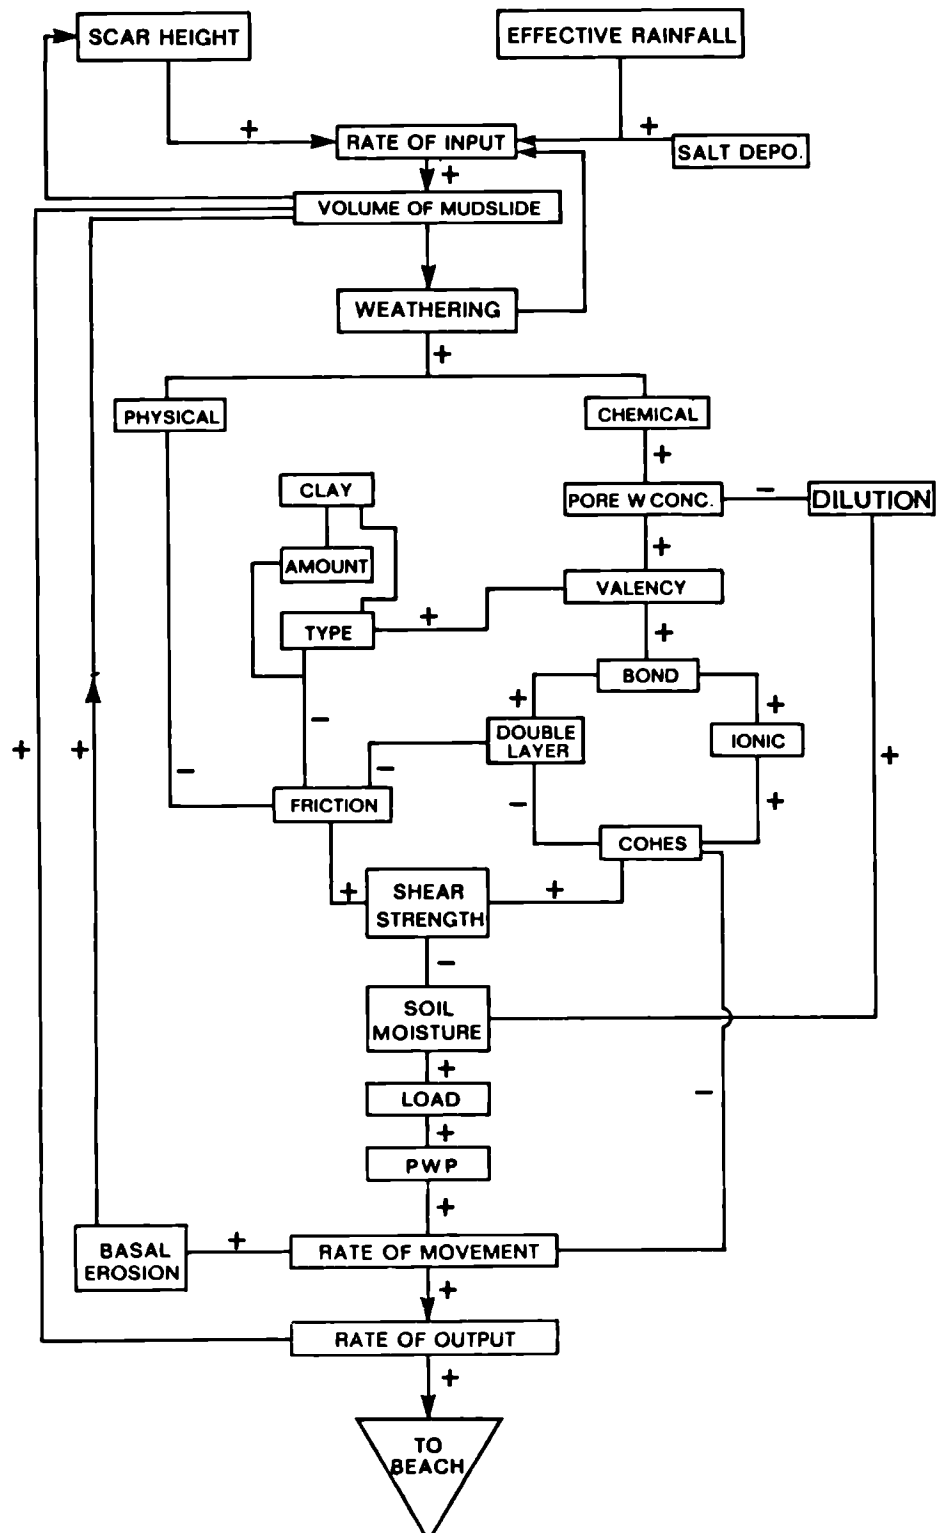 SCAR HEIGHT
EFFECTIVE RAINFALL
+
+
RATE OF INPUT
SALT DEPO.
+
VOLUME OF MUDSLIDE
WEATHERING
+
PHYSICAL
CHEMICAL
+
CLAY
PORE W CONC.
−
DILUTION
+
AMOUNT
VALENCY
+
TYPE
+
BOND
+
+
−
DOUBLE
LAYER
IONIC
+
+
+
−
−
FRICTION
−
+
COHES
+
SHEAR
STRENGTH
+
−
SOIL
MOISTURE
+
LOAD
−
+
PWP
+
BASAL
EROSION
+
RATE OF MOVEMENT
+
RATE OF OUTPUT
+
TO
BEACH